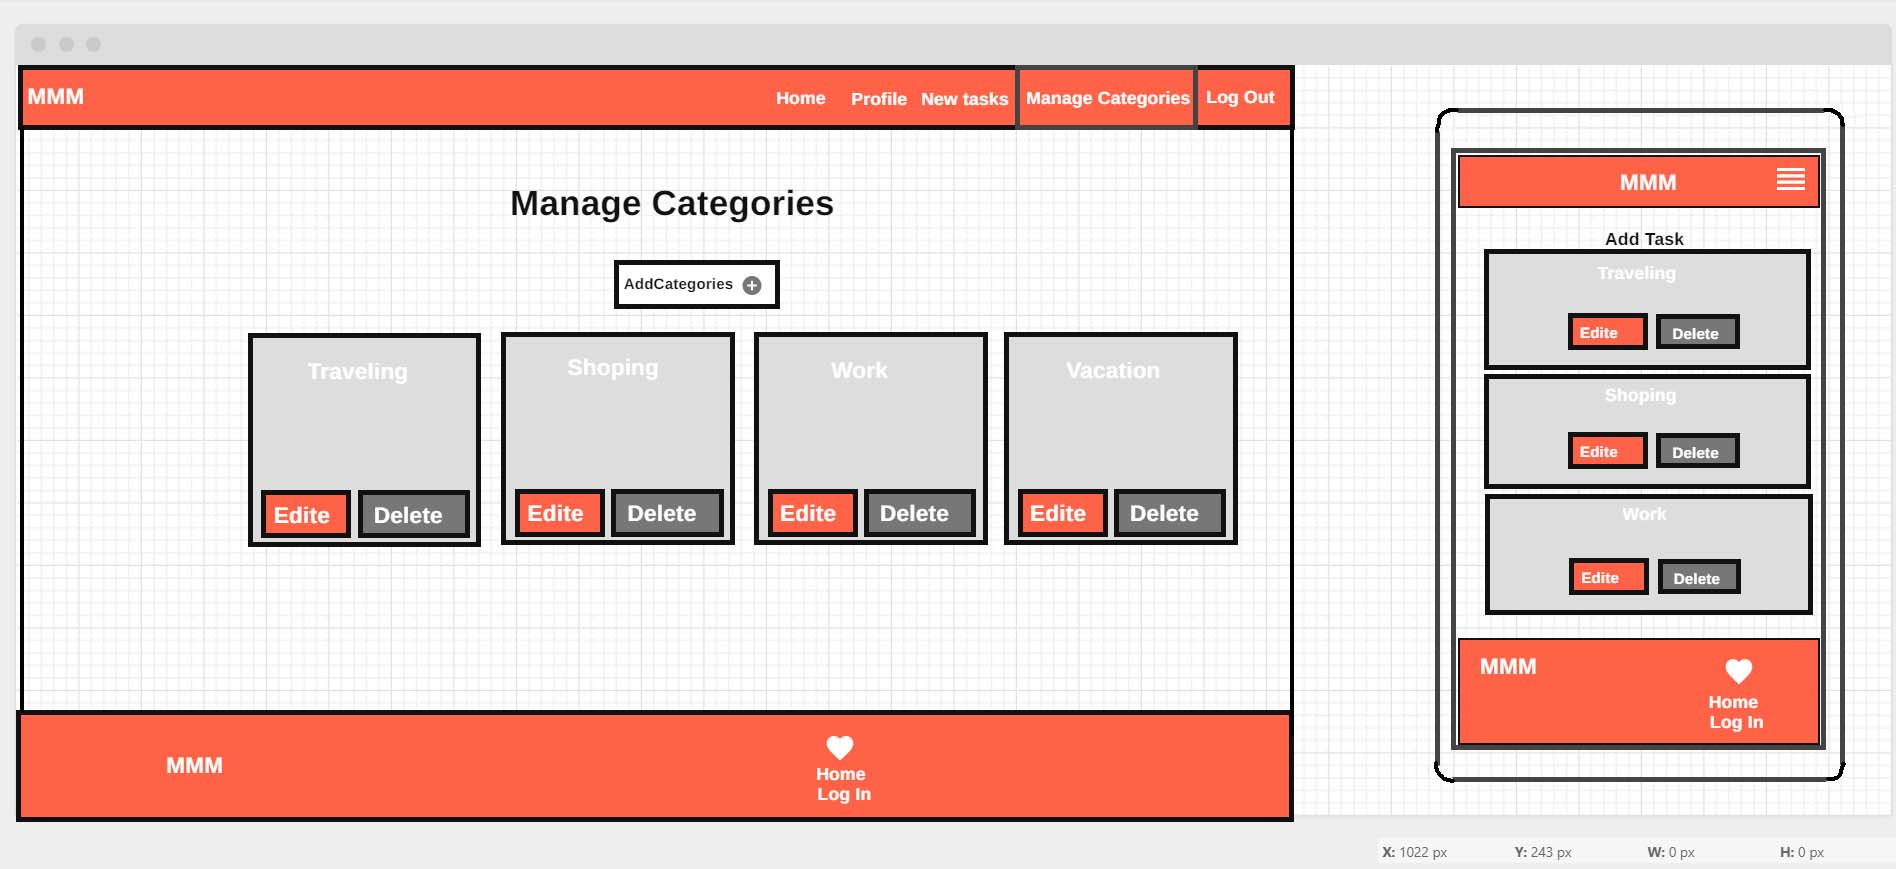 MMM
Home Profile New tasks Manage Categories Log Out
Manage Categories
AddCategories
Traveling Shoping Work Vacation
Edite Delete Edite Delete Edite Delete Edite Delete
MMM
Home
Log In
MMM
Add Task
Traveling
Edite Delete
Shoping
Edite Delete
Work
Edite Delete
MMM
Home
Log In
X: 1022 px Y: 243 px W: 0 px H: 0 px